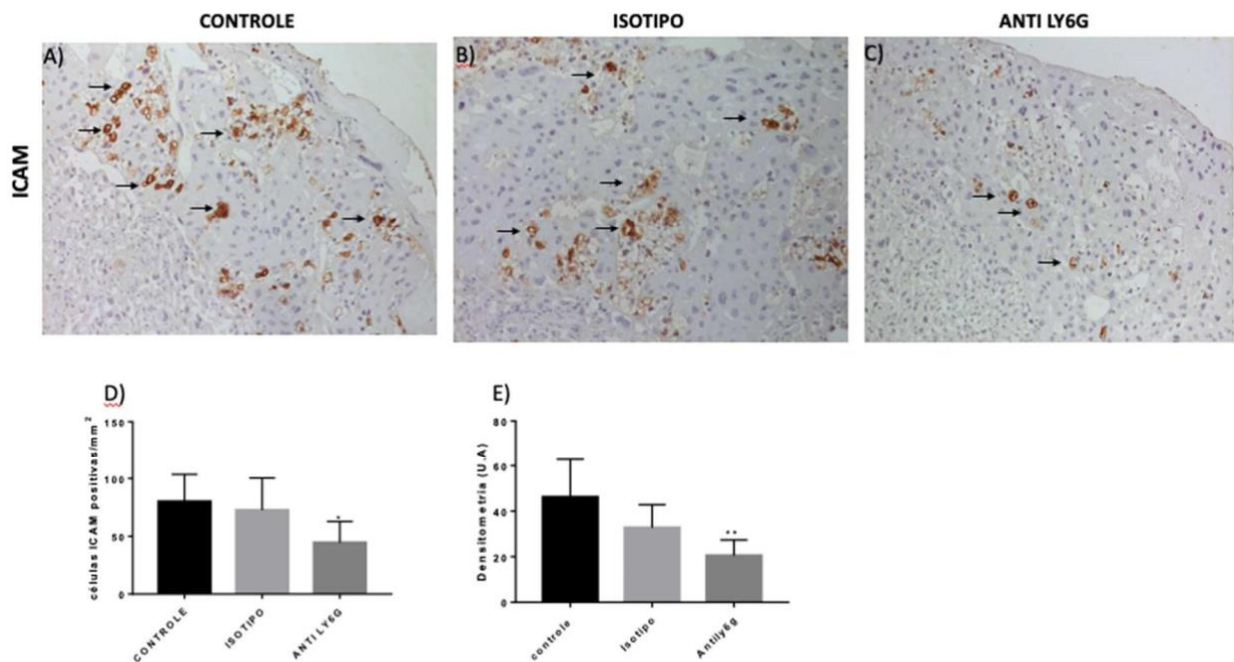 CONTROLE ISOTIPO ANTI LY6G
ICAM
A) B) C)
D)
células ICAM positivas/mm²
150
100
50
0
*
CONTROLE ISOTIPO ANTI LY6G
E)
Densitometria (U.A)
80
60
40
20
0
**
controle Isotipo Antily6g